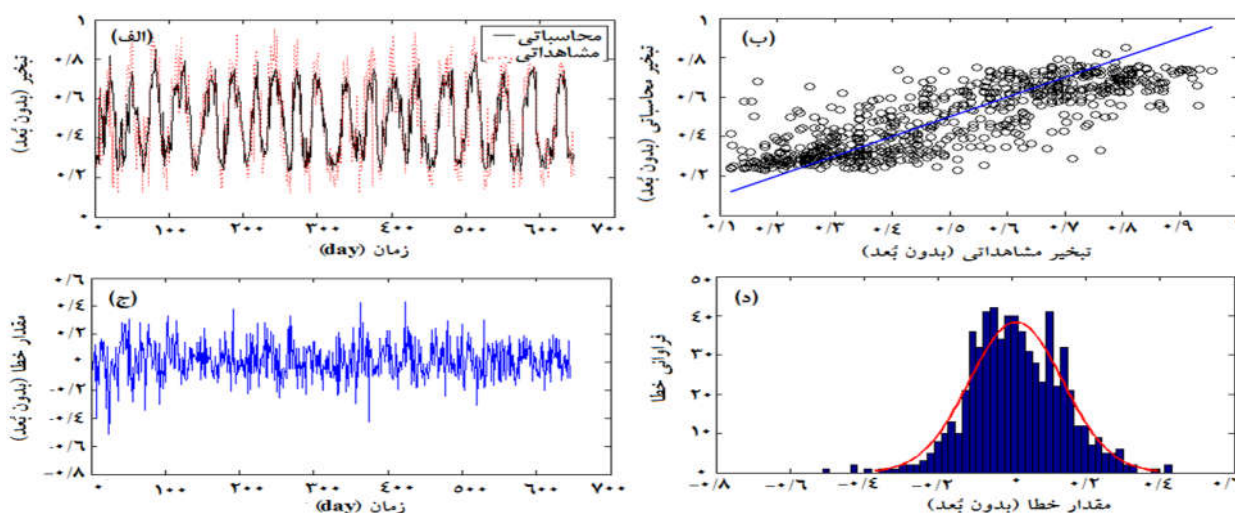 (الف)
محاسباتی
مشاهداتی
۱
۰/۸
۰/۶
۰/۴
۰/۲
۰
تبخیر (بدون بُعد)
۰ ۱۰۰ ۲۰۰ ۳۰۰ ۴۰۰ ۵۰۰ ۶۰۰ ۷۰۰
زمان (day)
(ب)
۱
۰/۸
۰/۶
۰/۴
۰/۲
۰
تبخیر محاسباتی (بدون بُعد)
۰/۱ ۰/۲ ۰/۳ ۰/۴ ۰/۵ ۰/۶ ۰/۷ ۰/۸ ۰/۹
تبخیر مشاهداتی (بدون بُعد)
(ج)
۰/۶
۰/۴
۰/۲
۰
-۰/۲
-۰/۴
-۰/۶
-۰/۸
مقدار خطا (بدون بُعد)
۰ ۱۰۰ ۲۰۰ ۳۰۰ ۴۰۰ ۵۰۰ ۶۰۰ ۷۰۰
زمان (day)
(د)
۵۰
۴۰
۳۰
۲۰
۱۰
۰
فراوانی خطا
-۰/۸ -۰/۶ -۰/۴ -۰/۲ ۰ ۰/۲ ۰/۴
مقدار خطا (بدون بُعد)